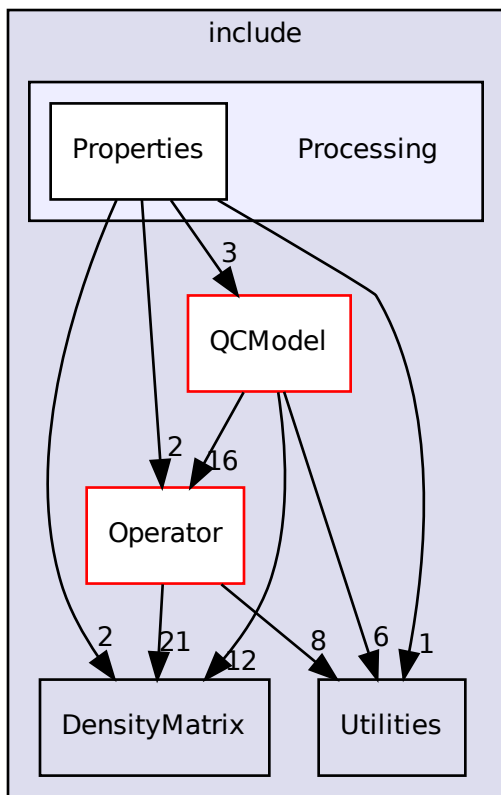 include
Properties
Processing
3
QCModel
2
16
Operator
2
21
12
8
6
1
DensityMatrix
Utilities